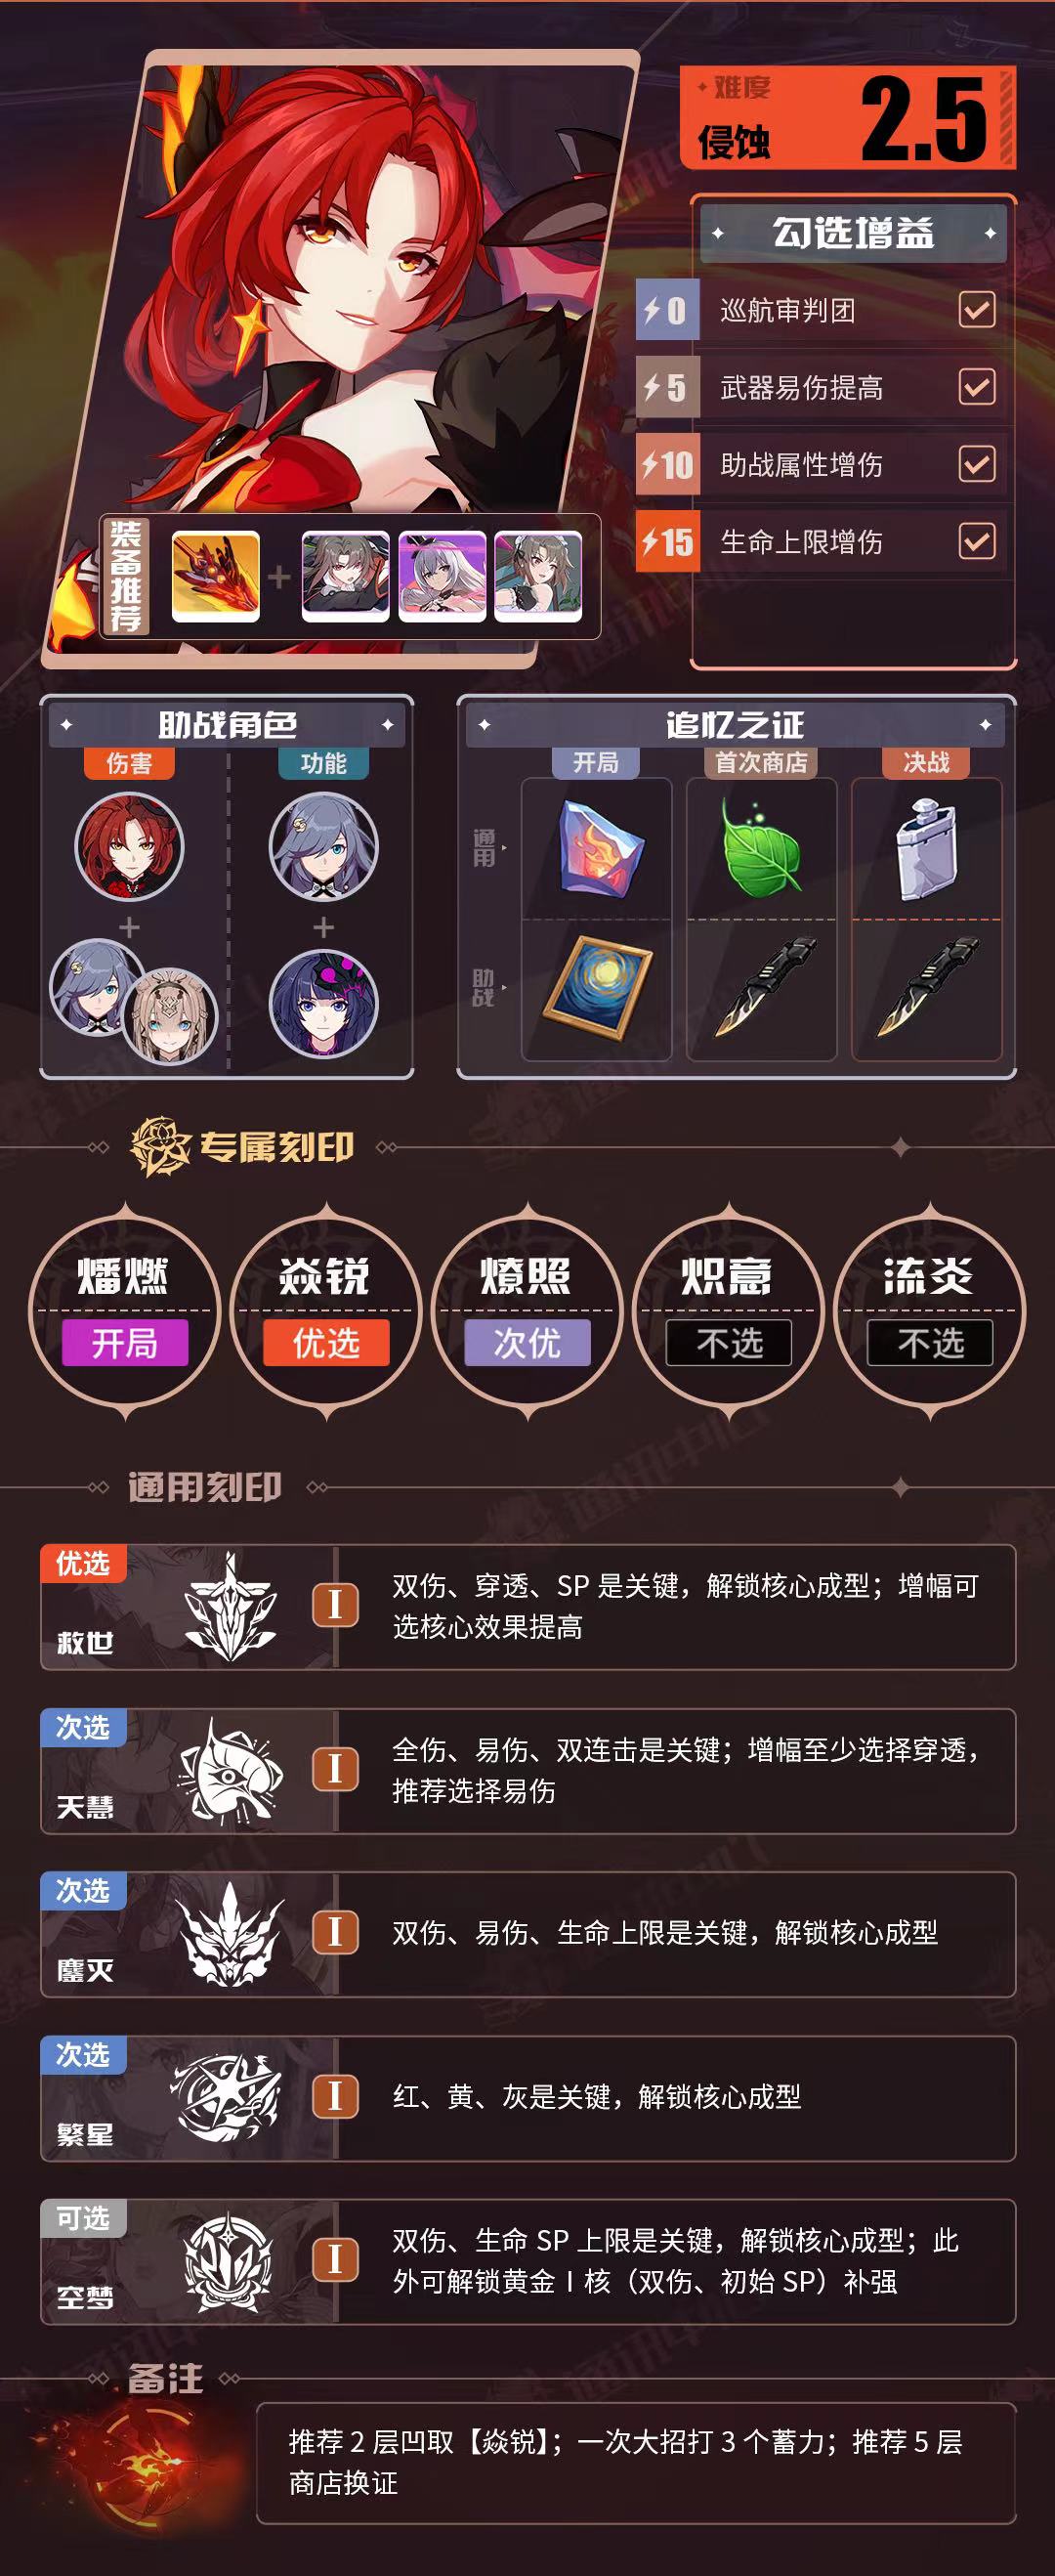 难度
侵蚀
2.5
勾选增益
0 巡航审判团
5 武器易伤提高
10 助战属性增伤
15 生命上限增伤
装备推荐
助战角色
伤害 功能
追忆之证
开局 首次商店 决战
通用
助战
专属刻印
燔燃 焱锐 燎照 炽意 流炎
开局 优选 次优 不选 不选
通用刻印
优选
救世
I
双伤、穿透、SP 是关键，解锁核心成型；增幅可
选核心效果提高
次选
天慧
I
全伤、易伤、双连击是关键；增幅至少选择穿透，
推荐选择易伤
次选
鏖灭
I
双伤、易伤、生命上限是关键，解锁核心成型
次选
繁星
I
红、黄、灰是关键，解锁核心成型
可选
空梦
I
双伤、生命 SP 上限是关键，解锁核心成型；此
外可解锁黄金 I 核（双伤、初始 SP）补强
备注
推荐 2 层凹取【焱锐】；一次大招打 3 个蓄力；推荐 5 层
商店换证